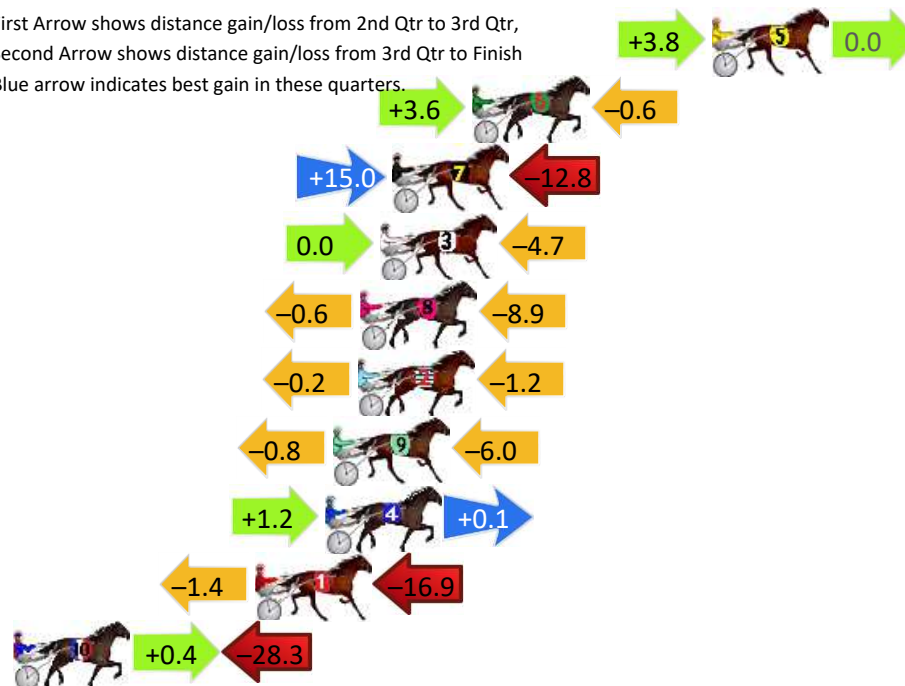 irst Arrow shows distance gain/loss from 2nd Qtr to 3rd Qtr,
econd Arrow shows distance gain/loss from 3rd Qtr to Finish
lue arrow indicates best gain in these quarters.
+3.8 5 0.0
+3.6 6 –0.6
+15.0 7 –12.8
0.0 3 –4.7
–0.6 8 –8.9
–0.2 2 –1.2
–0.8 9 –6.0
+1.2 4 +0.1
–1.4 1 –16.9
10 +0.4 –28.3